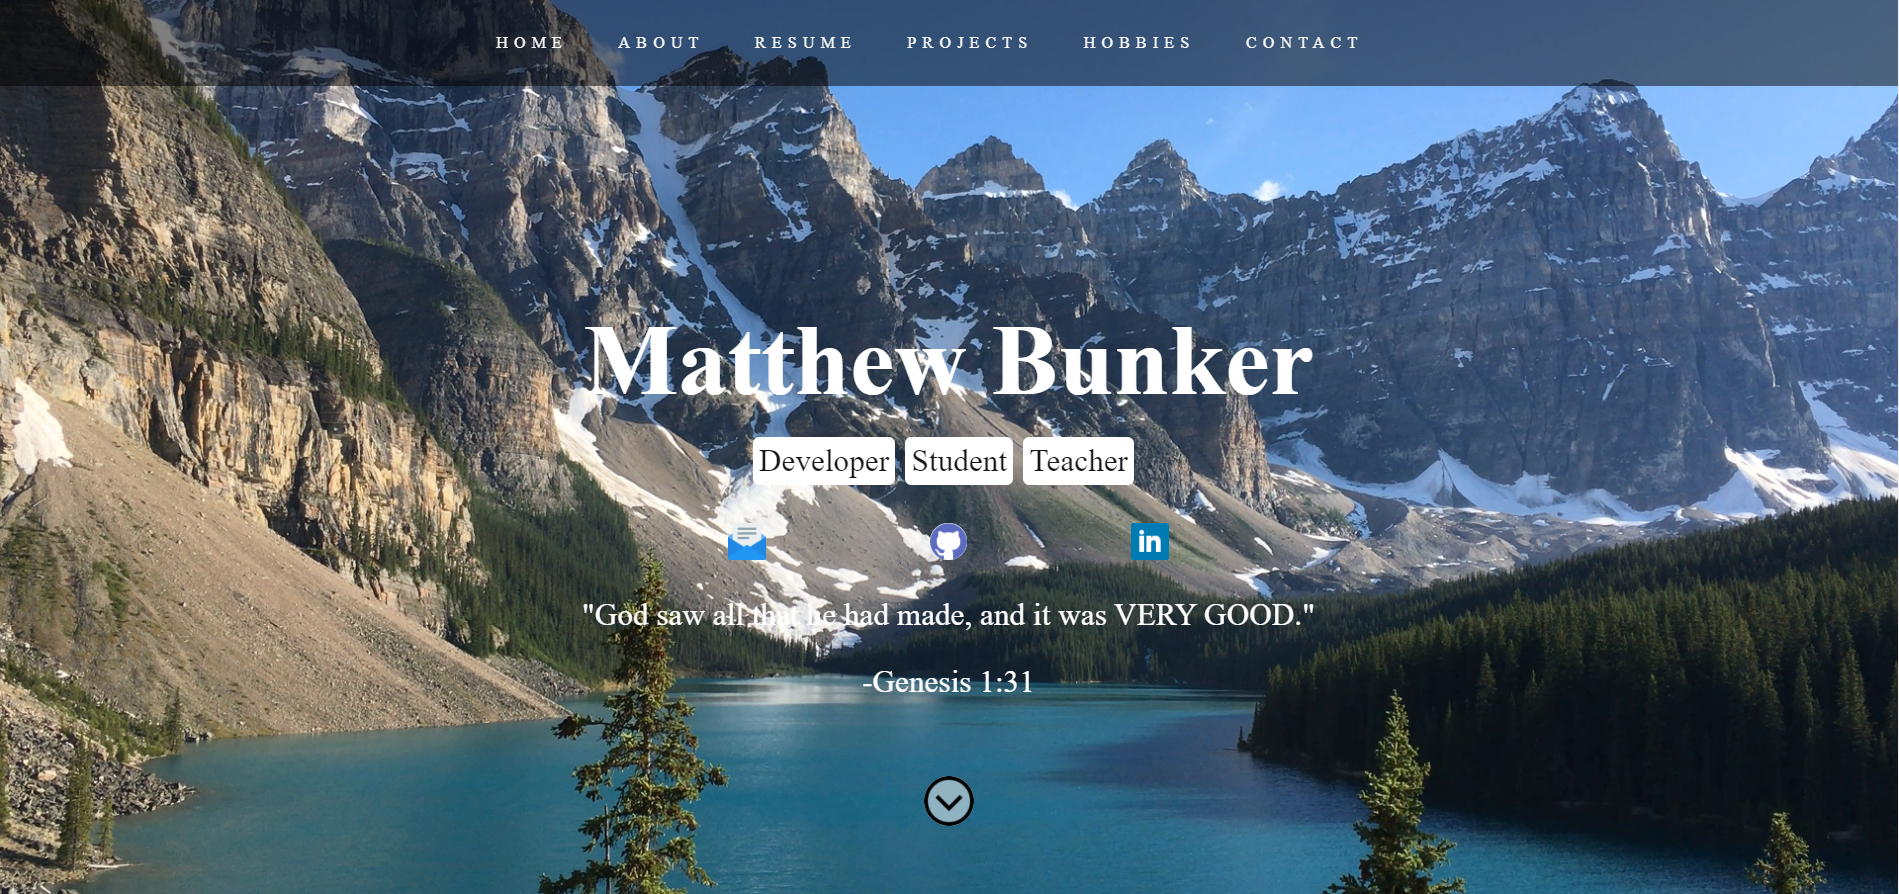 HOME ABOUT RESUME PROJECTS HOBBIES CONTACT
Matthew Bunker
Developer Student Teacher
in
"God saw all that he had made, and it was VERY GOOD."
-Genesis 1:31